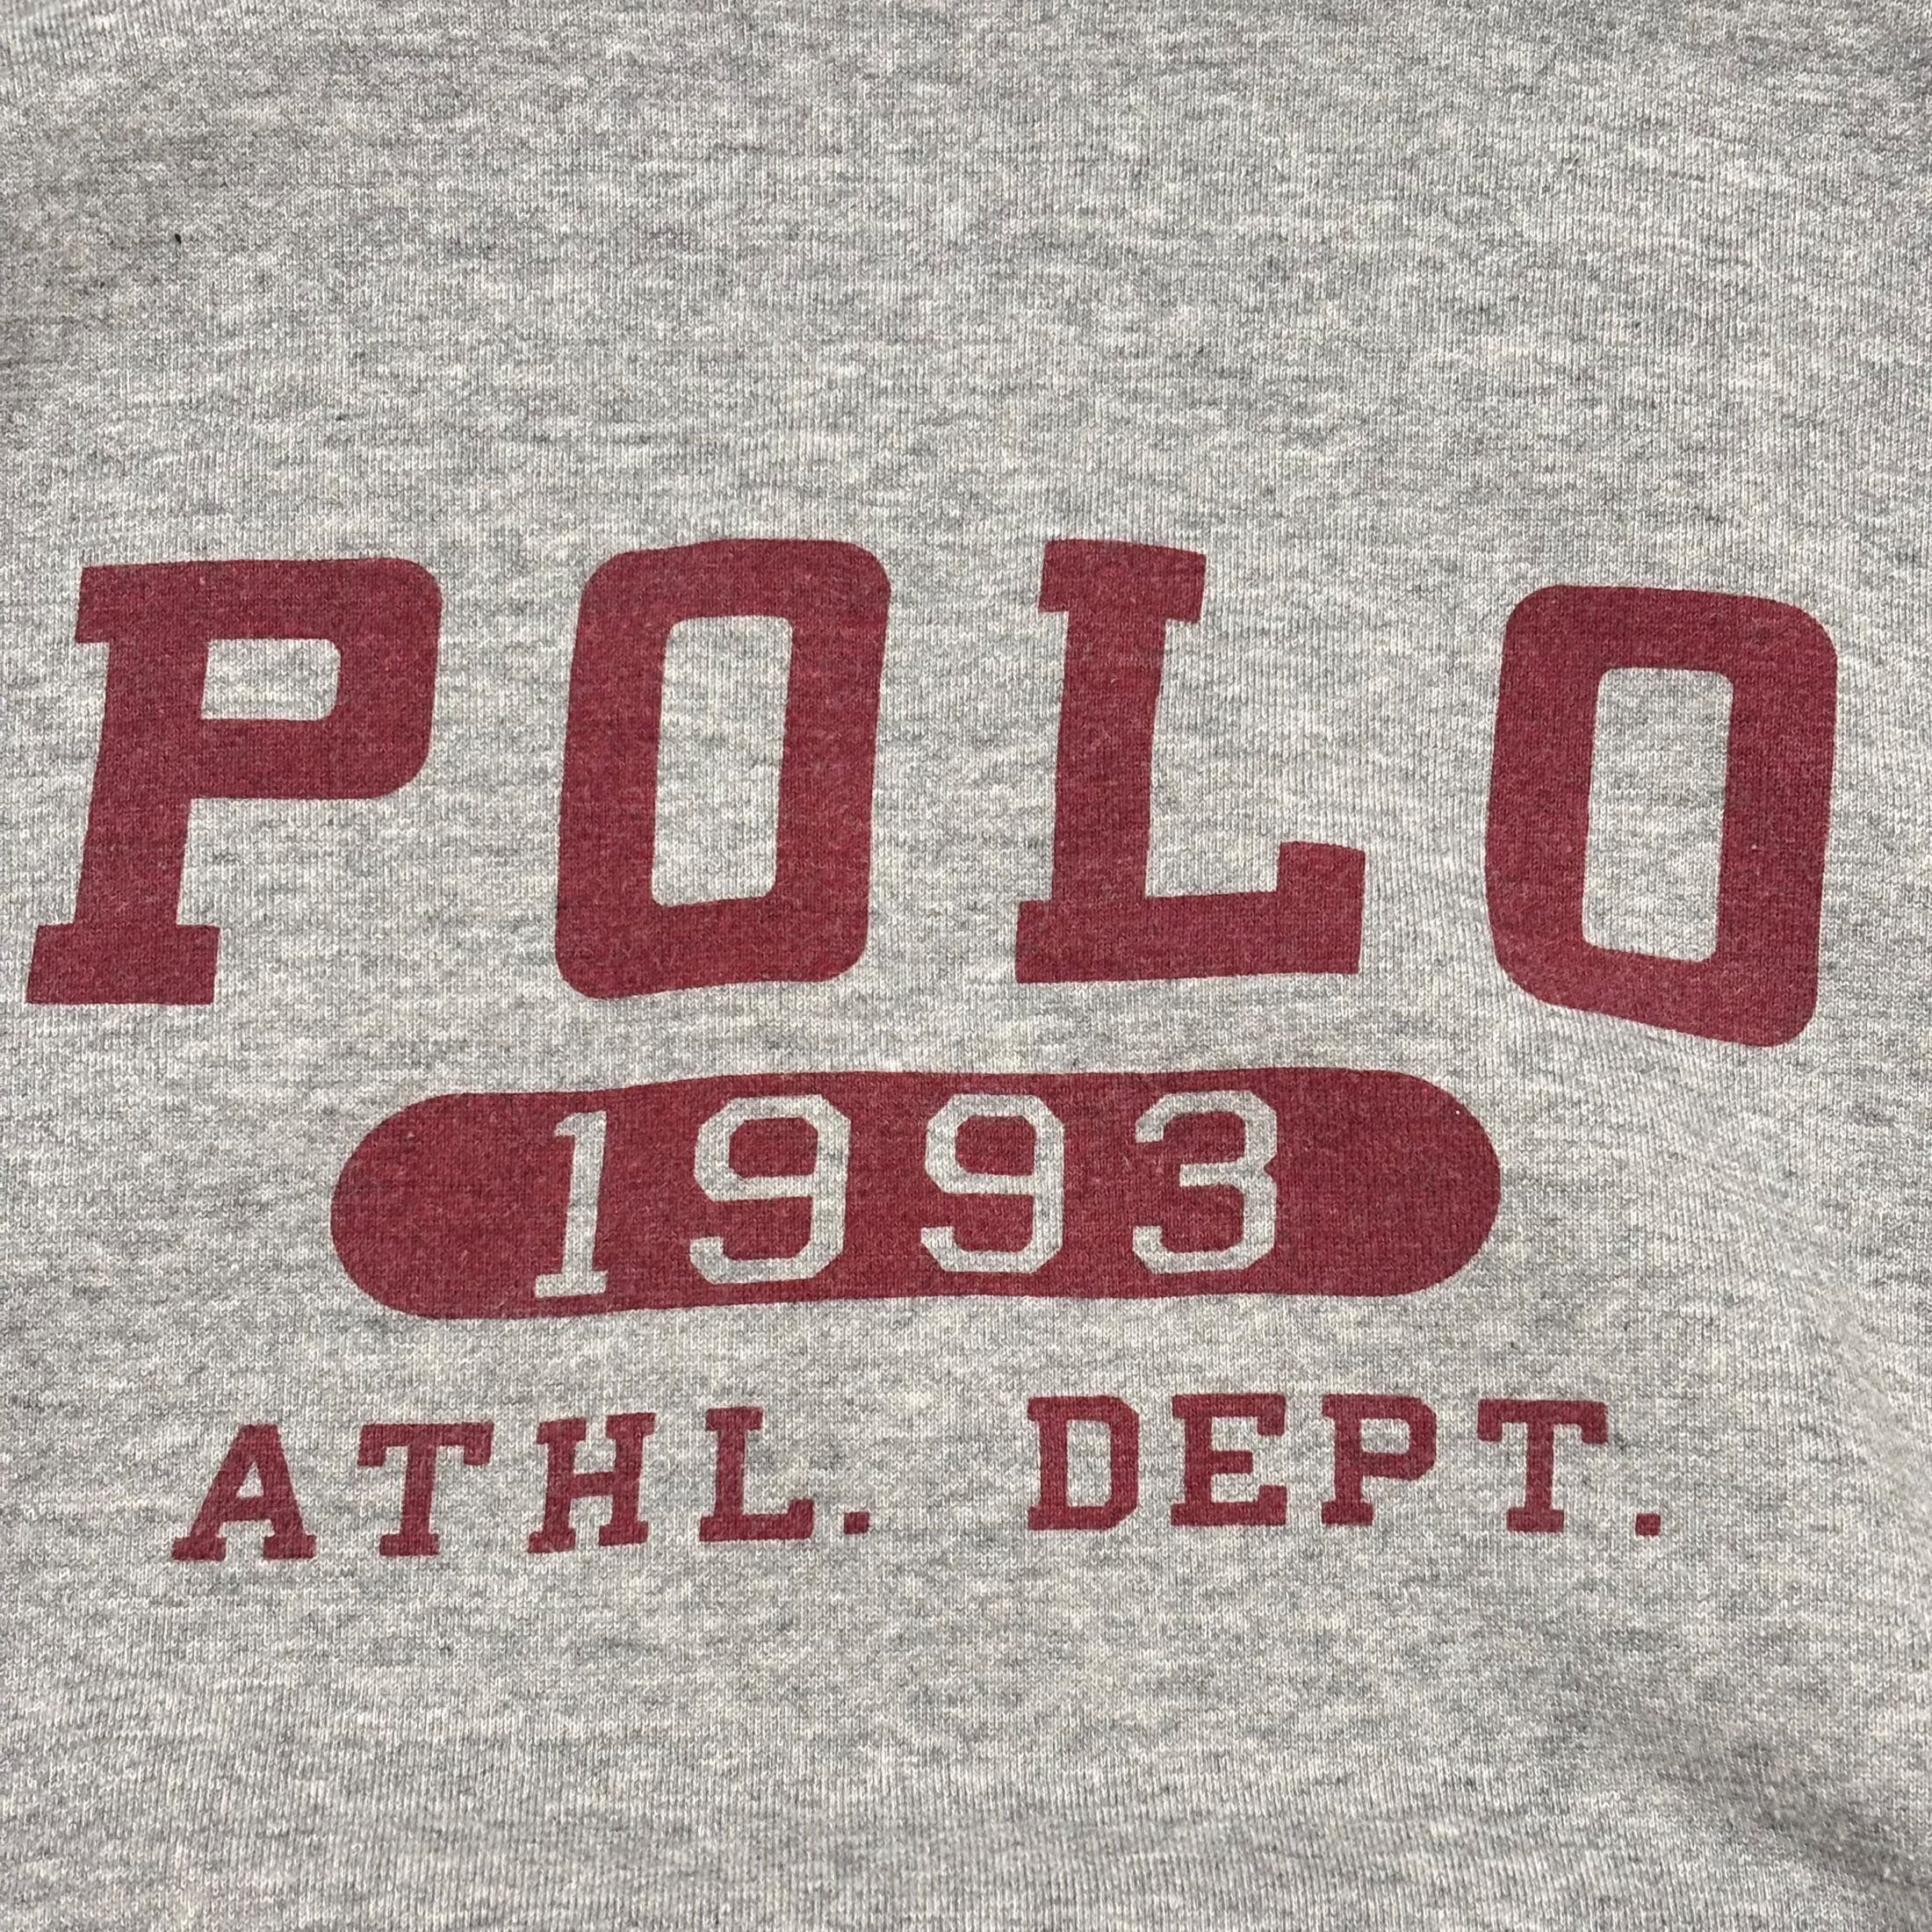 POLO
1993
ATHL. DEPT.